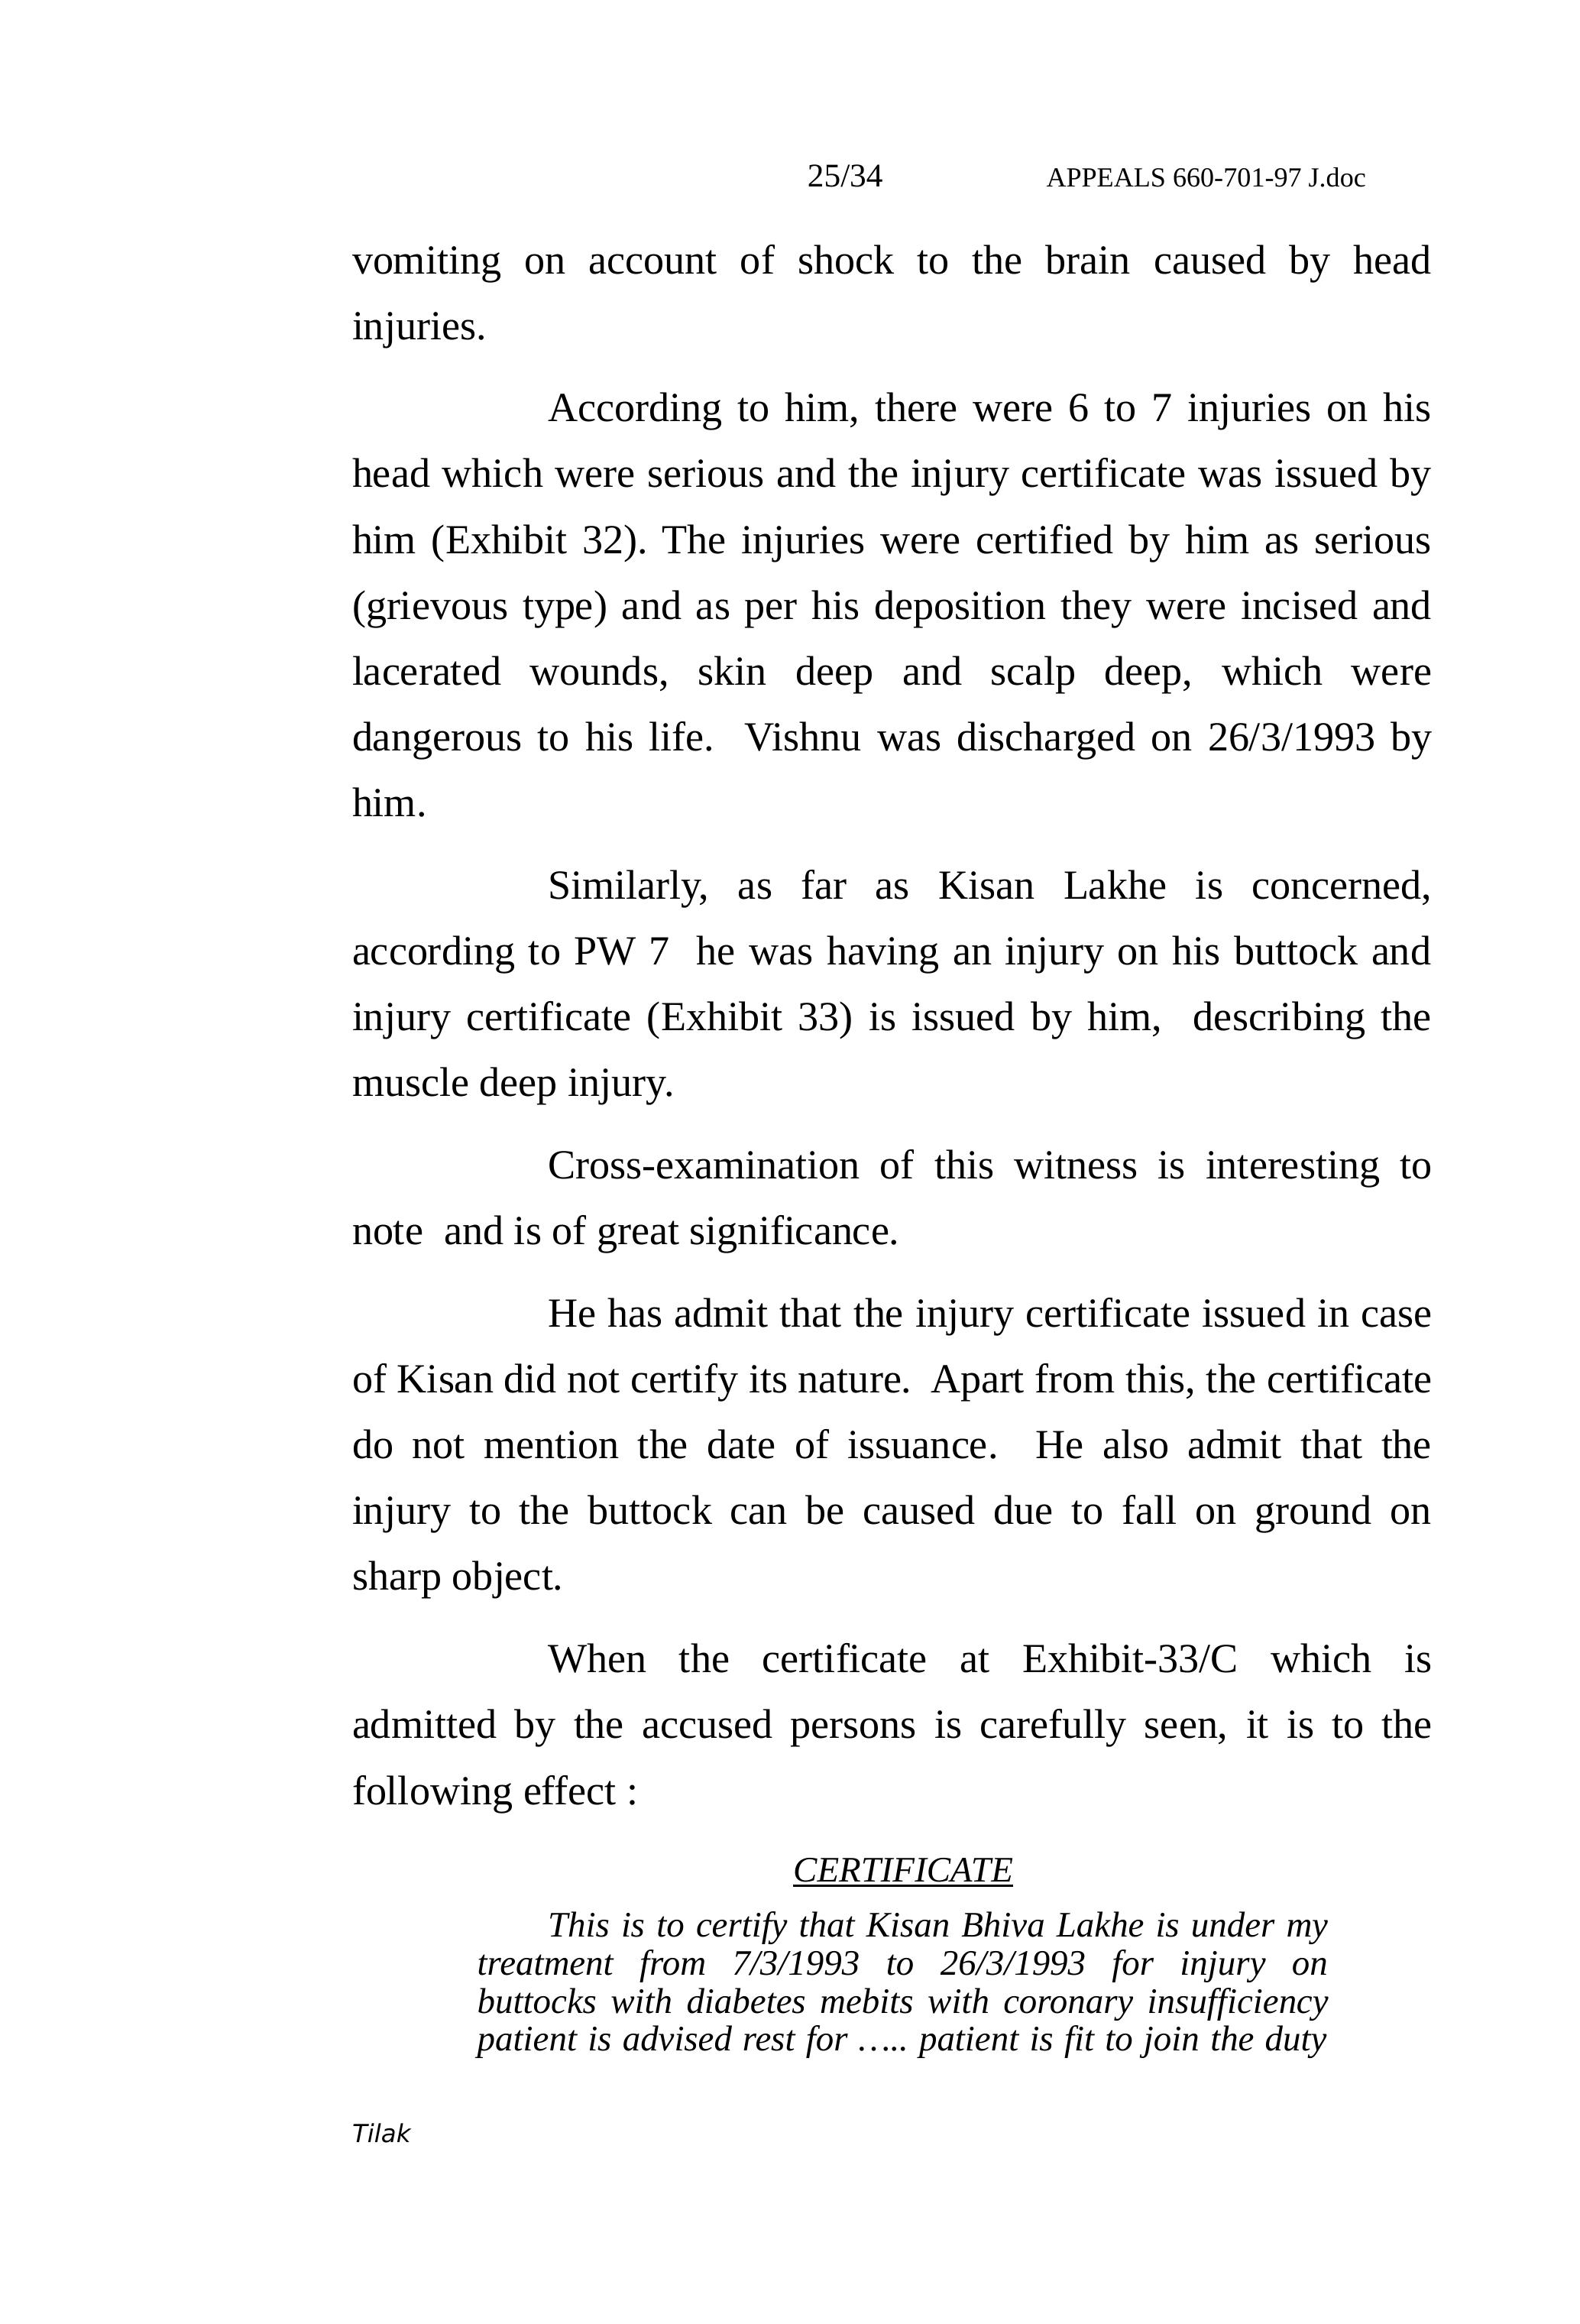 25/34 APPEALS 660-701-97 J.doc
vomiting on account of shock to the brain caused by head
injuries.
According to him, there were 6 to 7 injuries on his
head which were serious and the injury certificate was issued by
him (Exhibit 32). The injuries were certified by him as serious
(grievous type) and as per his deposition they were incised and
lacerated wounds, skin deep and scalp deep, which were
dangerous to his life. Vishnu was discharged on 26/3/1993 by
him.
Similarly, as far as Kisan Lakhe is concerned,
according to PW 7 he was having an injury on his buttock and
injury certificate (Exhibit 33) is issued by him, describing the
muscle deep injury.
Cross-examination of this witness is interesting to
note and is of great significance.
He has admit that the injury certificate issued in case
of Kisan did not certify its nature. Apart from this, the certificate
do not mention the date of issuance. He also admit that the
injury to the buttock can be caused due to fall on ground on
sharp object.
When the certificate at Exhibit-33/C which is
admitted by the accused persons is carefully seen, it is to the
following effect :
CERTIFICATE
This is to certify that Kisan Bhiva Lakhe is under my
treatment from 7/3/1993 to 26/3/1993 for injury on
buttocks with diabetes mebits with coronary insufficiency
patient is advised rest for ….. patient is fit to join the duty
Tilak